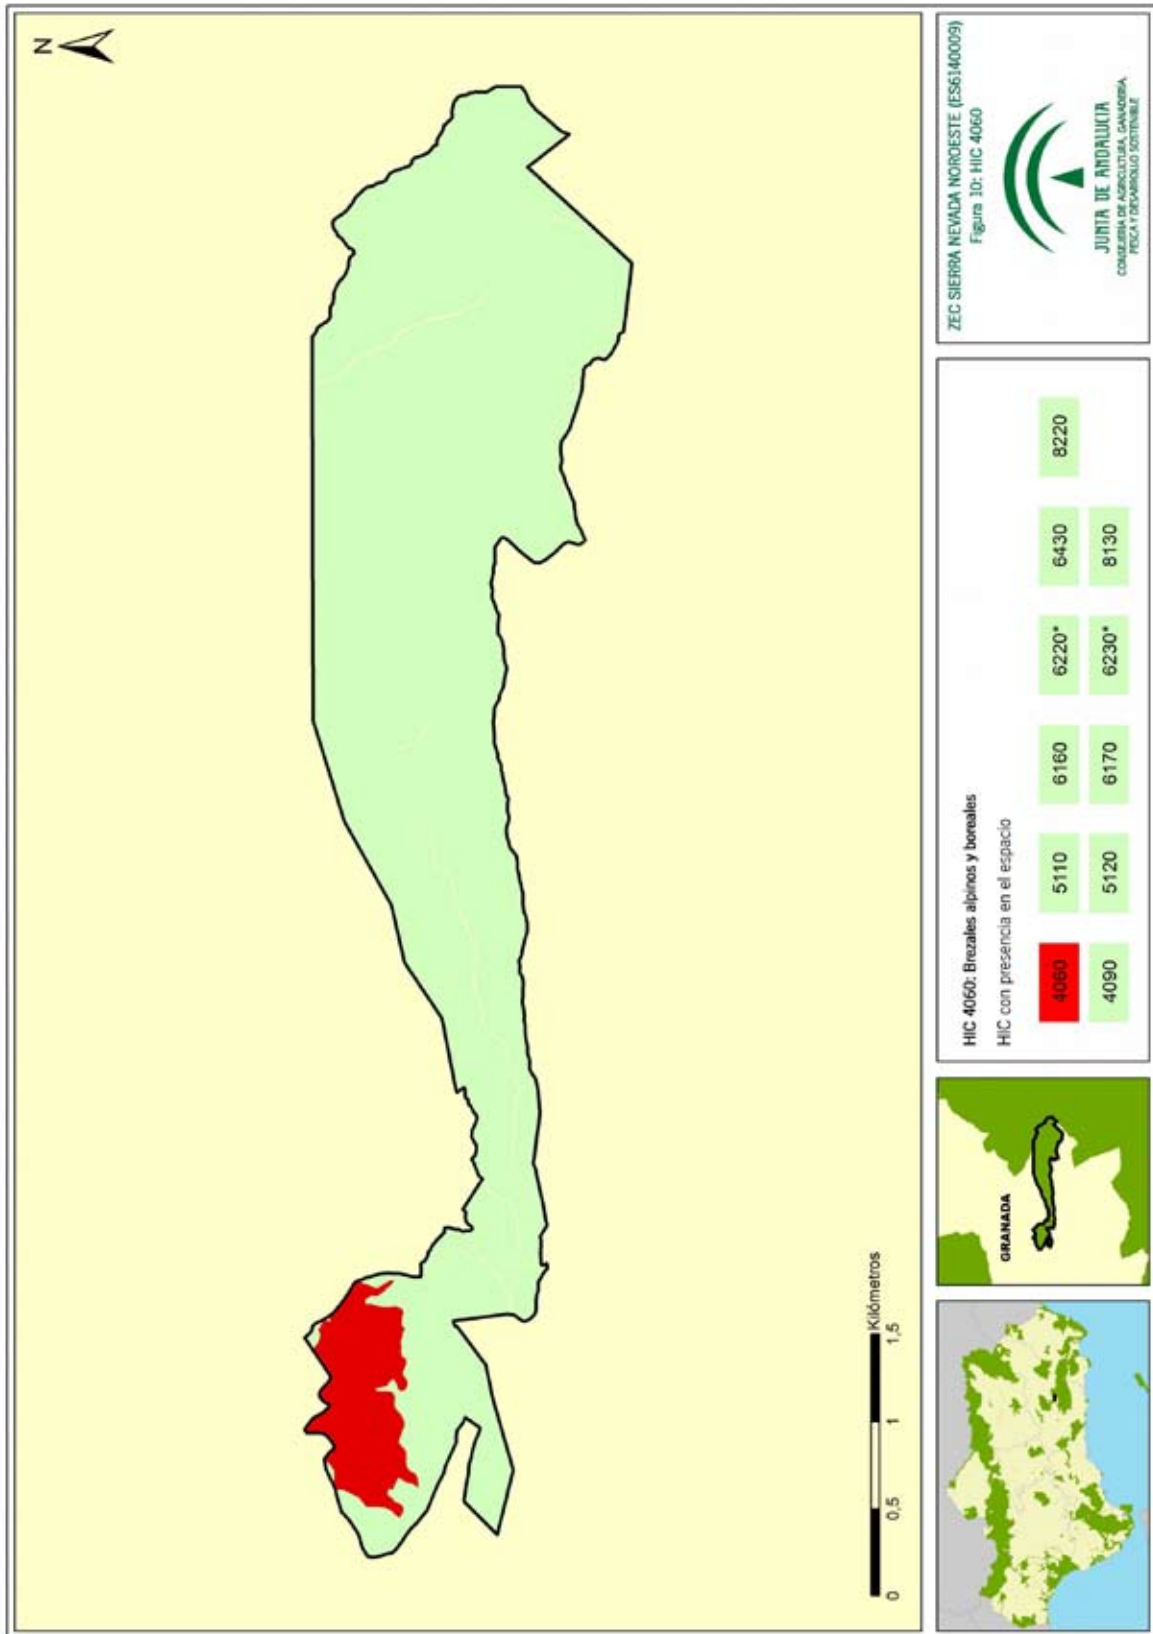 N
Kilómetros
0
0,5
1
1,5
GRANADA
HIC 4060: Brezales alpinos y boreales
HIC con presencia en el espacio
4060
5110
6160
6220*
6430
8220
4090
5120
6170
6230*
8130
ZEC SIERRA NEVADA NOROESTE (ES6140009)
Figura 10: HIC 4060
JUNTA DE ANDALUCIA
CONSEJERÍA DE AGRICULTURA, GANADERÍA,
PESCA Y DESARROLLO SOSTENIBLE